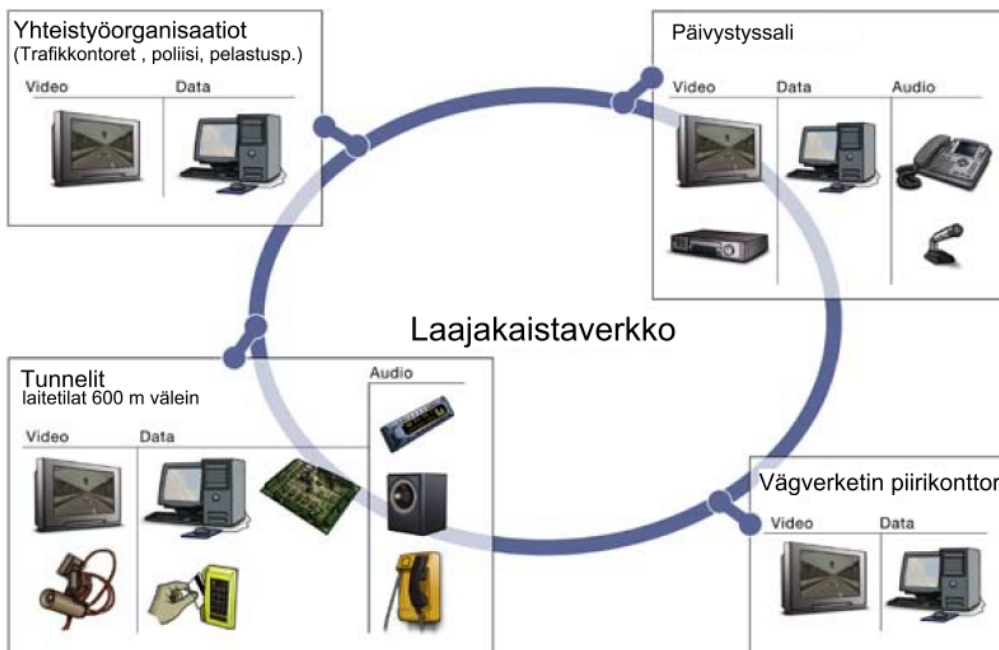 Yhteistyöorganisaatiot
(Trafikkontoret , poliisi, pelastusp.)
Video Data
Päivystyssali
Video Data Audio
Laajakaistaverkko
Tunnelit
laitetilat 600 m välein
Audio
Video Data
Vägverketin piirikonttor
Video Data